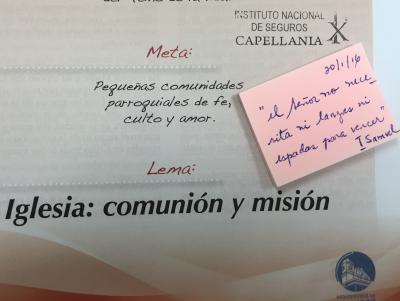 INSTITUTO NACIONAL
DE SEGUROS
CAPELLANIA
Meta:
Pequeñas comunidades
parroquiales de fe,
culto y amor.
Lema:
Iglesia: comunión y misión
20/1/16
"el Señor no nece-
sita ni lanzas ni
espadas para vencer"
I Samuel